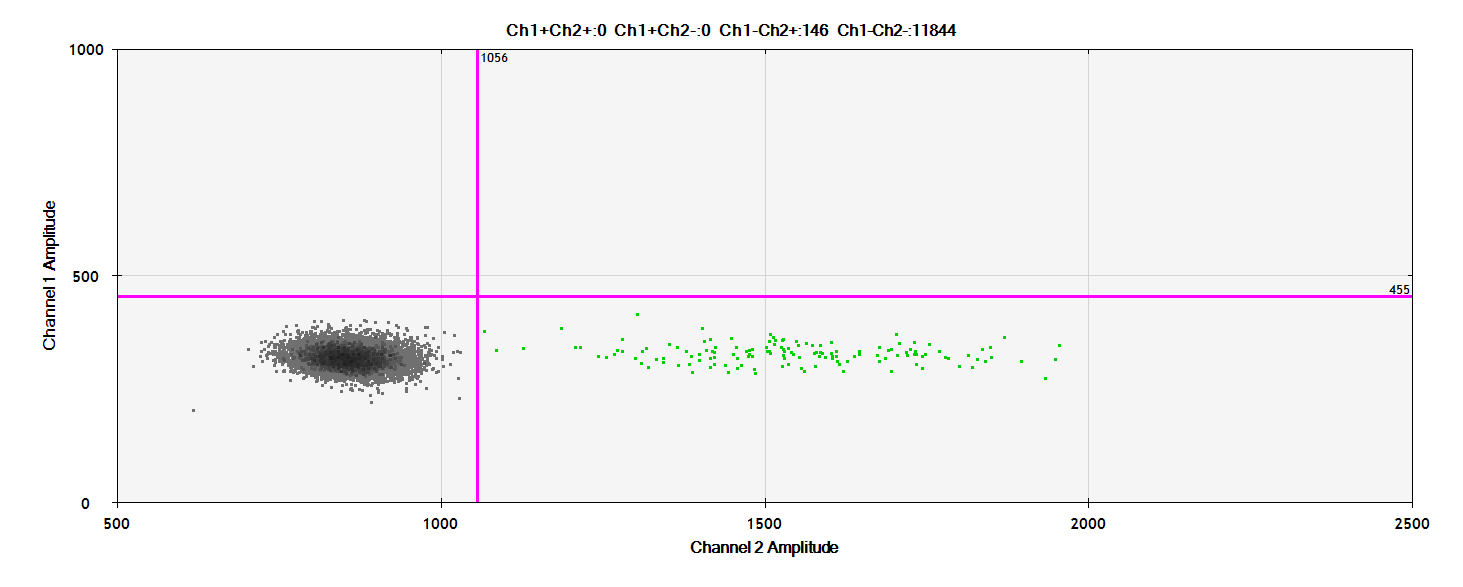 Ch1+Ch2+:0 Ch1+Ch2-:0 Ch1-Ch2+:146 Ch1-Ch2-:11844
1000
1056
Channel 1 Amplitude
500
455
0
500 1000 1500 2000 2500
Channel 2 Amplitude